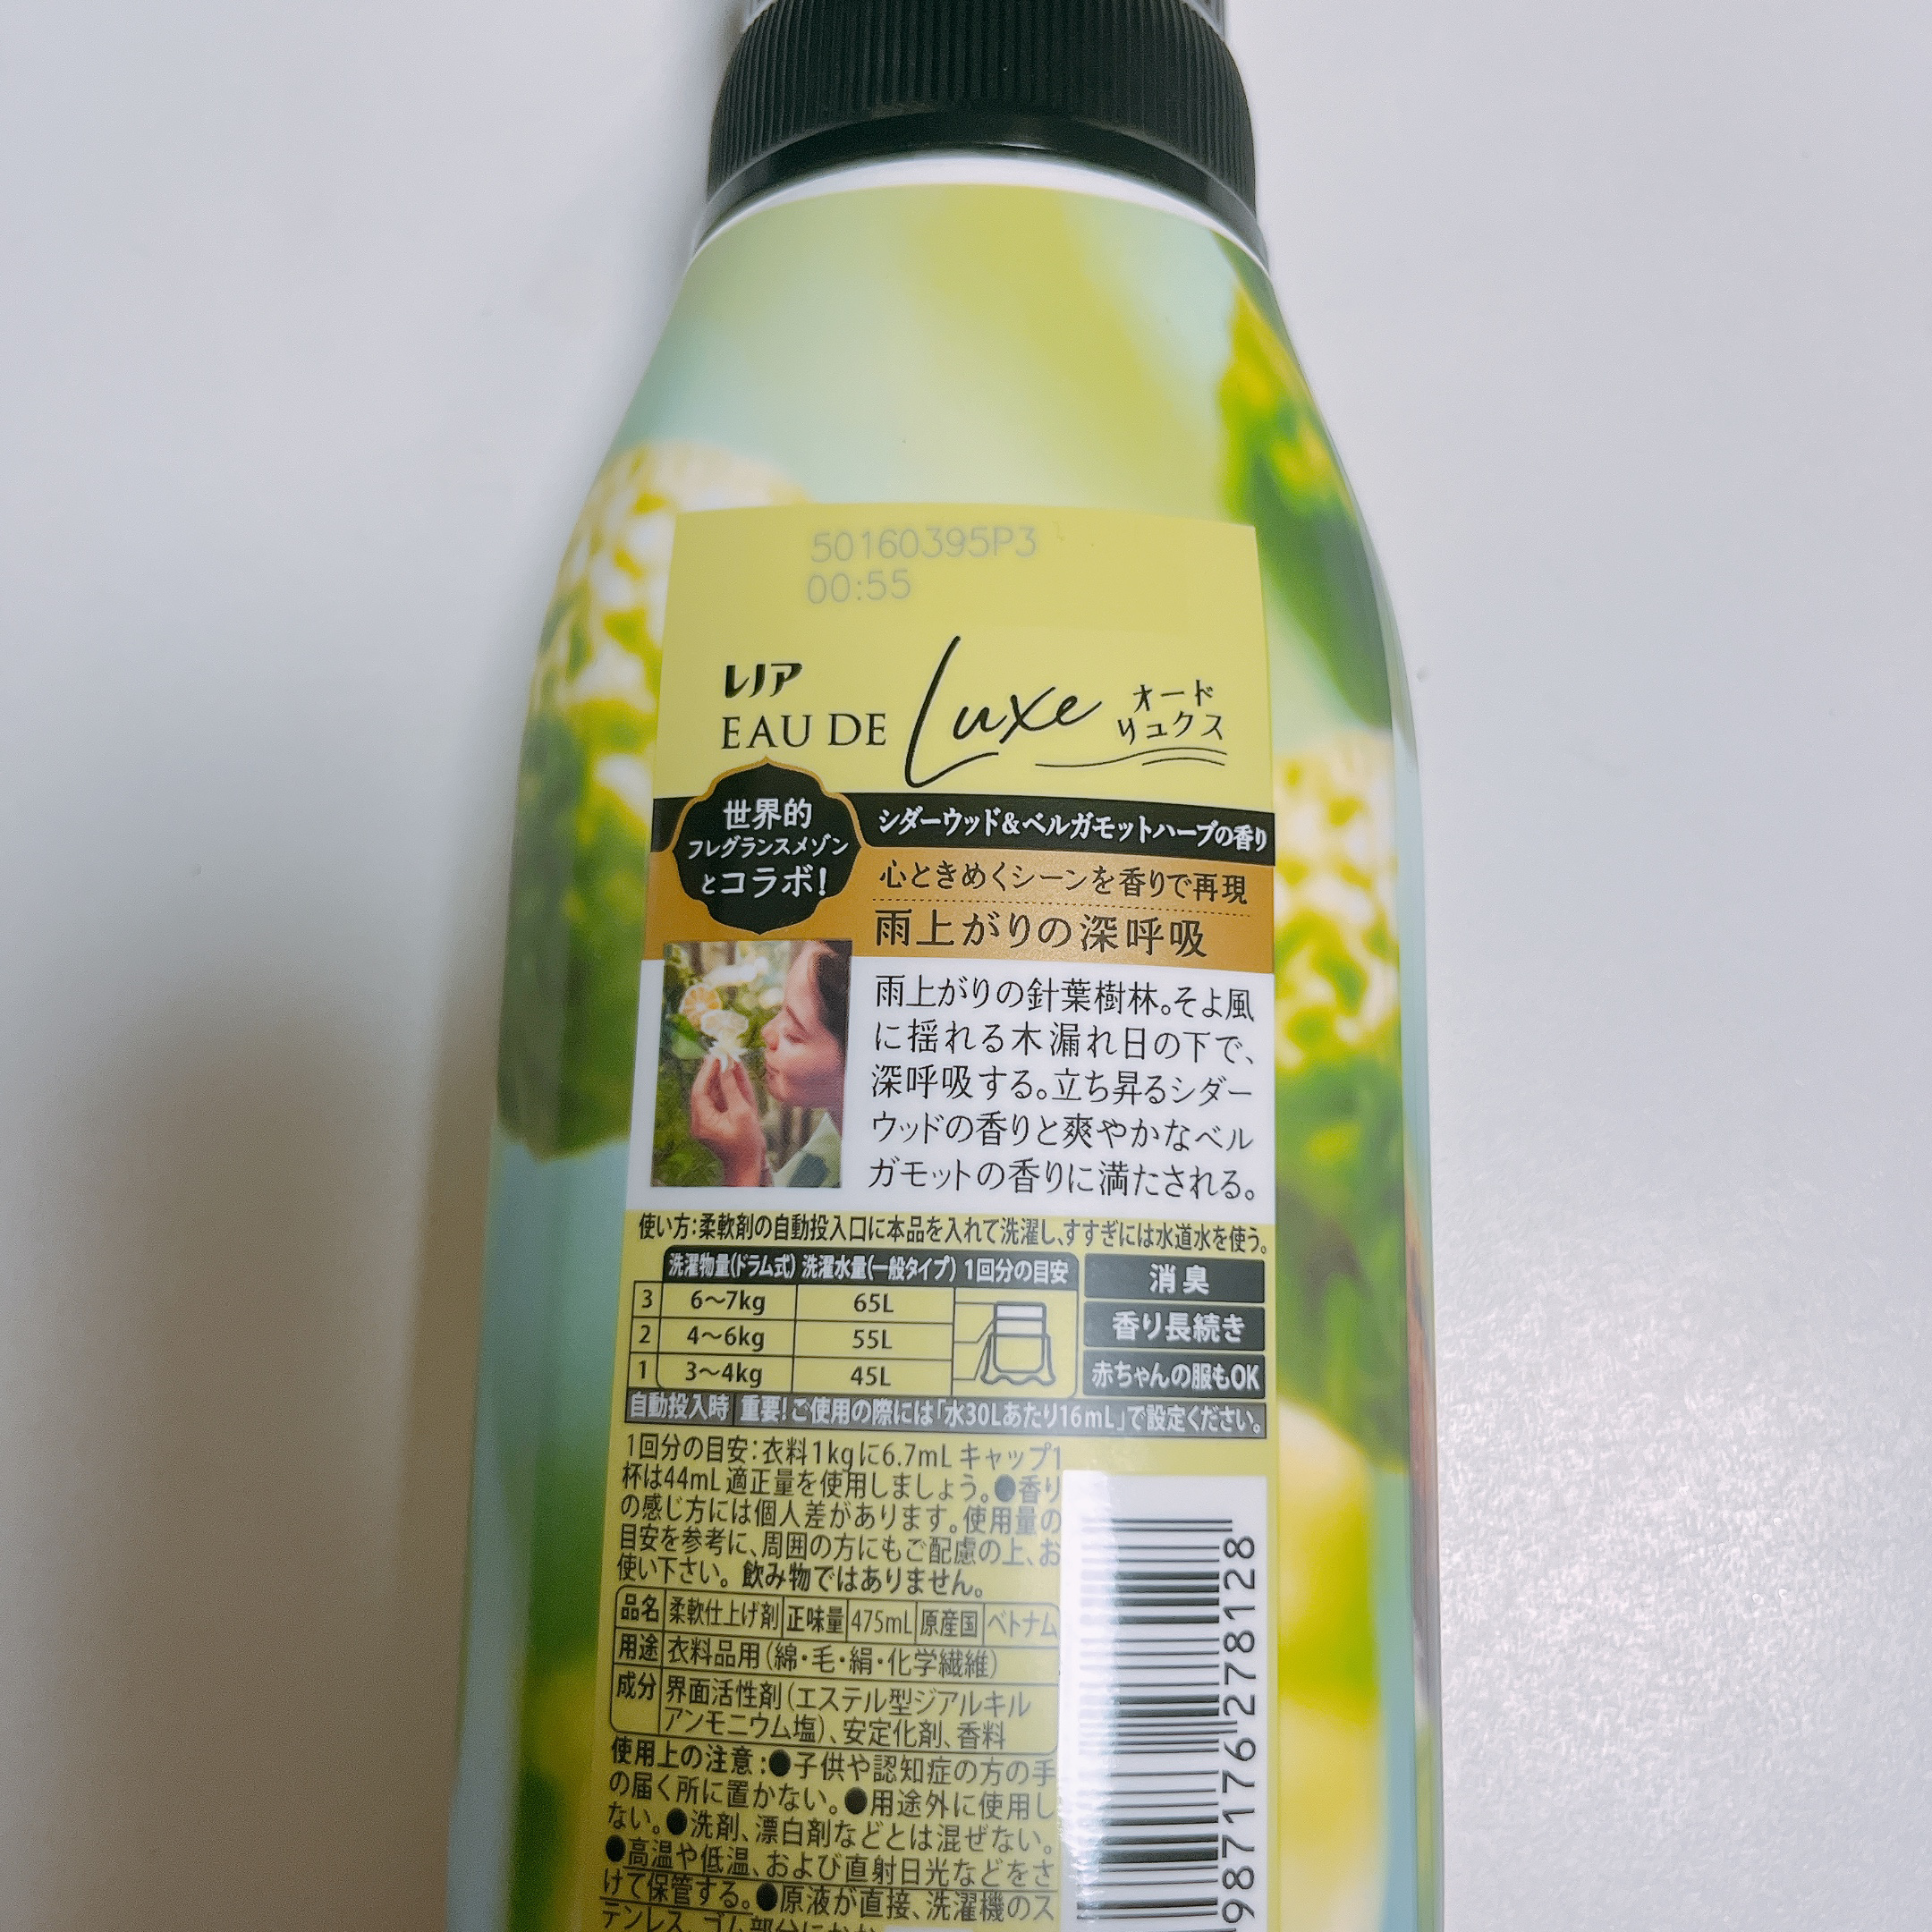 50160395P3
00:55
レノア
EAU DE Luxe オード
リュクス
世界的
フレグランスメゾン
とコラボ!
シダーウッド&ベルガモットハーブの香り
心ときめくシーンを香りで再現
雨上がりの深呼吸
雨上がりの針葉樹林。そよ風
に揺れる木漏れ日の下で、
深呼吸する。立ち昇るシダー
ウッドの香りと爽やかなベル
ガモットの香りに満たされる。
使い方:柔軟剤の自動投入口に本品を入れて洗濯し、すすぎには水道水を使う。
洗濯物量(ドラム式) 洗濯水量(一般タイプ) 1回分の目安
3 6〜7kg 65L
2 4〜6kg 55L
1 3〜4kg 45L
消臭
香り長続き
赤ちゃんの服もOK
自動投入時 重要!ご使用の際には「水30Lあたり16mL」で設定ください。
1回分の目安:衣料1kgに6.7mL キャップ1
杯は44mL 適正量を使用しましょう。●香り
の感じ方には個人差があります。使用量の
目安を参考に、周囲の方にもご配慮の上、お
使い下さい。飲み物ではありません。
品名 柔軟仕上げ剤 正味量 475mL 原産国 ベトナム
用途 衣料品用(綿・毛・絹・化学繊維)
成分 界面活性剤(エステル型ジアルキル
アンモニウム塩)、安定化剤、香料
使用上の注意:●子供や認知症の方の手
の届く所に置かない。●用途外に使用し
ない。●洗剤、漂白剤などとは混ぜない。
●高温や低温、および直射日光などをさ
けて保管する。●原液が直接、洗濯機のス
テンレス、ゴム部分に
987176 278128